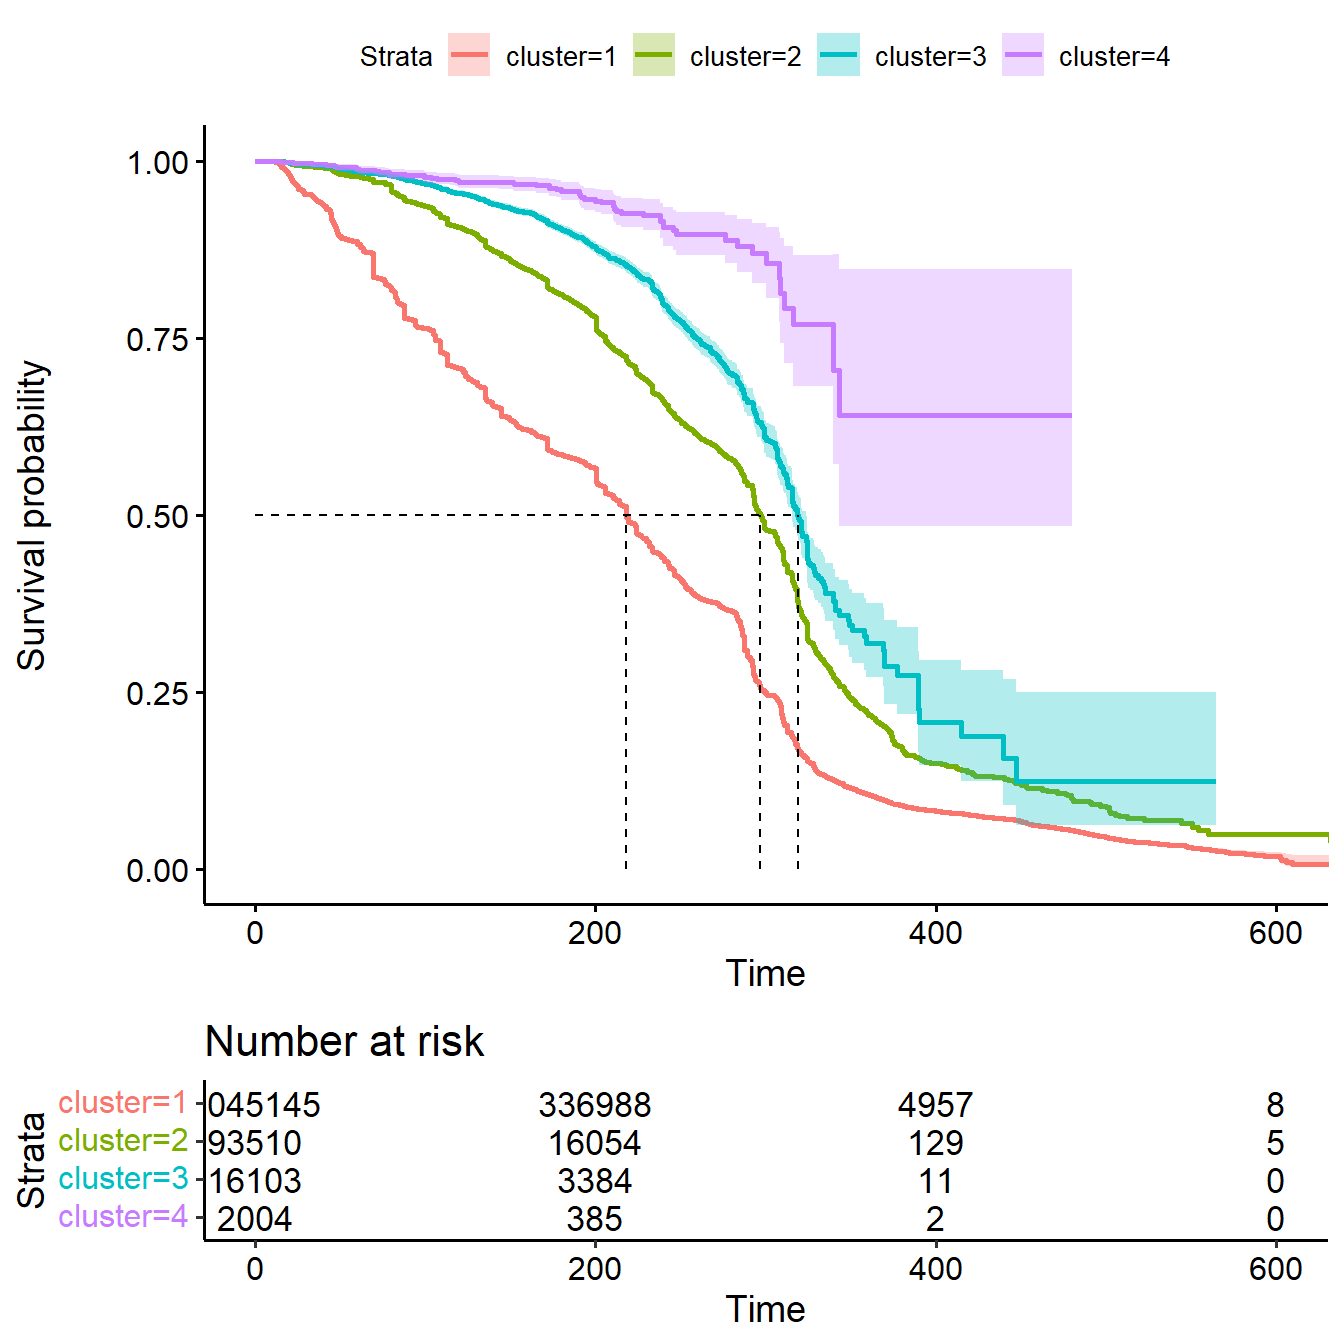 Strata cluster=1 cluster=2 cluster=3 cluster=4
1.00
0.75
0.50
0.25
0.00
Survival probability
0 200 400 600
Time
Number at risk
Strata
cluster=1 045145 336988 4957 8
cluster=2 93510 16054 129 5
cluster=3 16103 3384 11 0
cluster=4 2004 385 2 0
0 200 400 600
Time